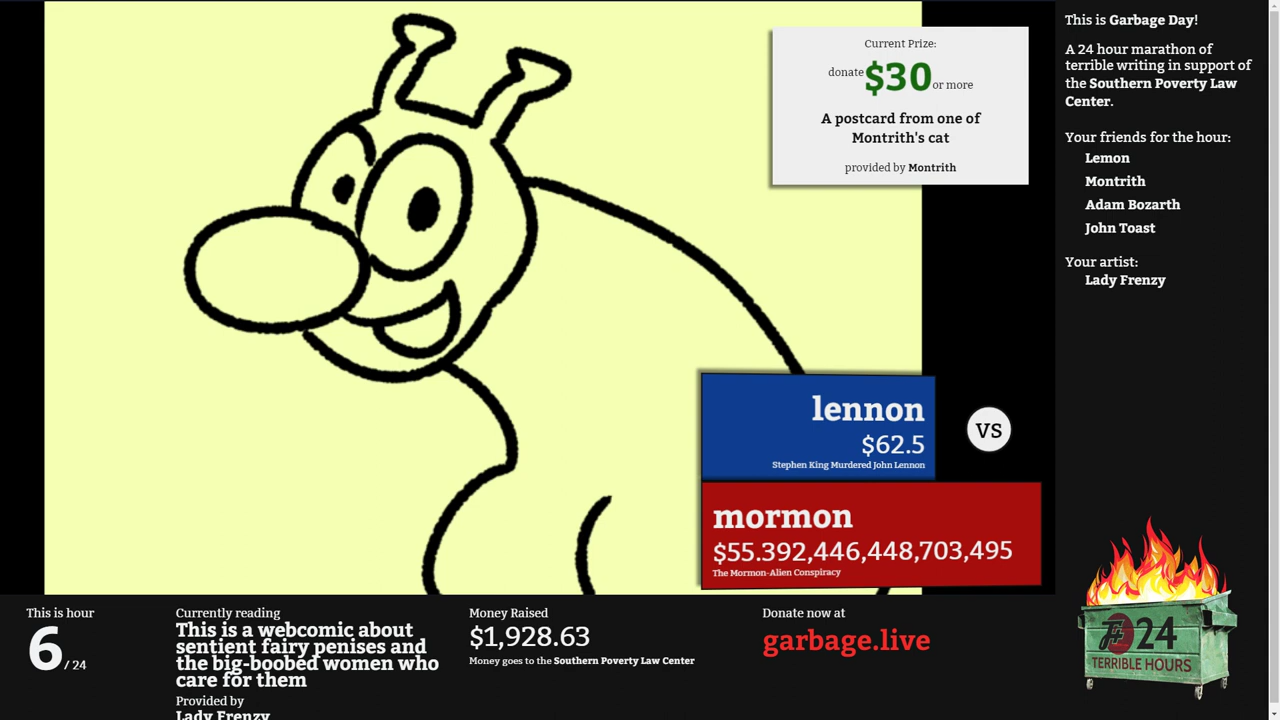 Current Prize:
donate $30 or more
A postcard from one of
Montrith's cat
provided by Montrith
lennon
$62.5
Stephen King Murdered John Lennon
VS
mormon
$55.392,446,448,703,495
The Mormon-Alien Conspiracy
This is Garbage Day!
A 24 hour marathon of
terrible writing in support of
the Southern Poverty Law
Center.
Your friends for the hour:
Lemon
Montrith
Adam Bozarth
John Toast
Your artist:
Lady Frenzy
This is hour
6 / 24
Currently reading
This is a webcomic about
sentient fairy penises and
the big-boobed women who
care for them
Provided by
Lady Frenzy
Money Raised
$1,928.63
Money goes to the Southern Poverty Law Center
Donate now at
garbage.live
24
TERRIBLE HOURS